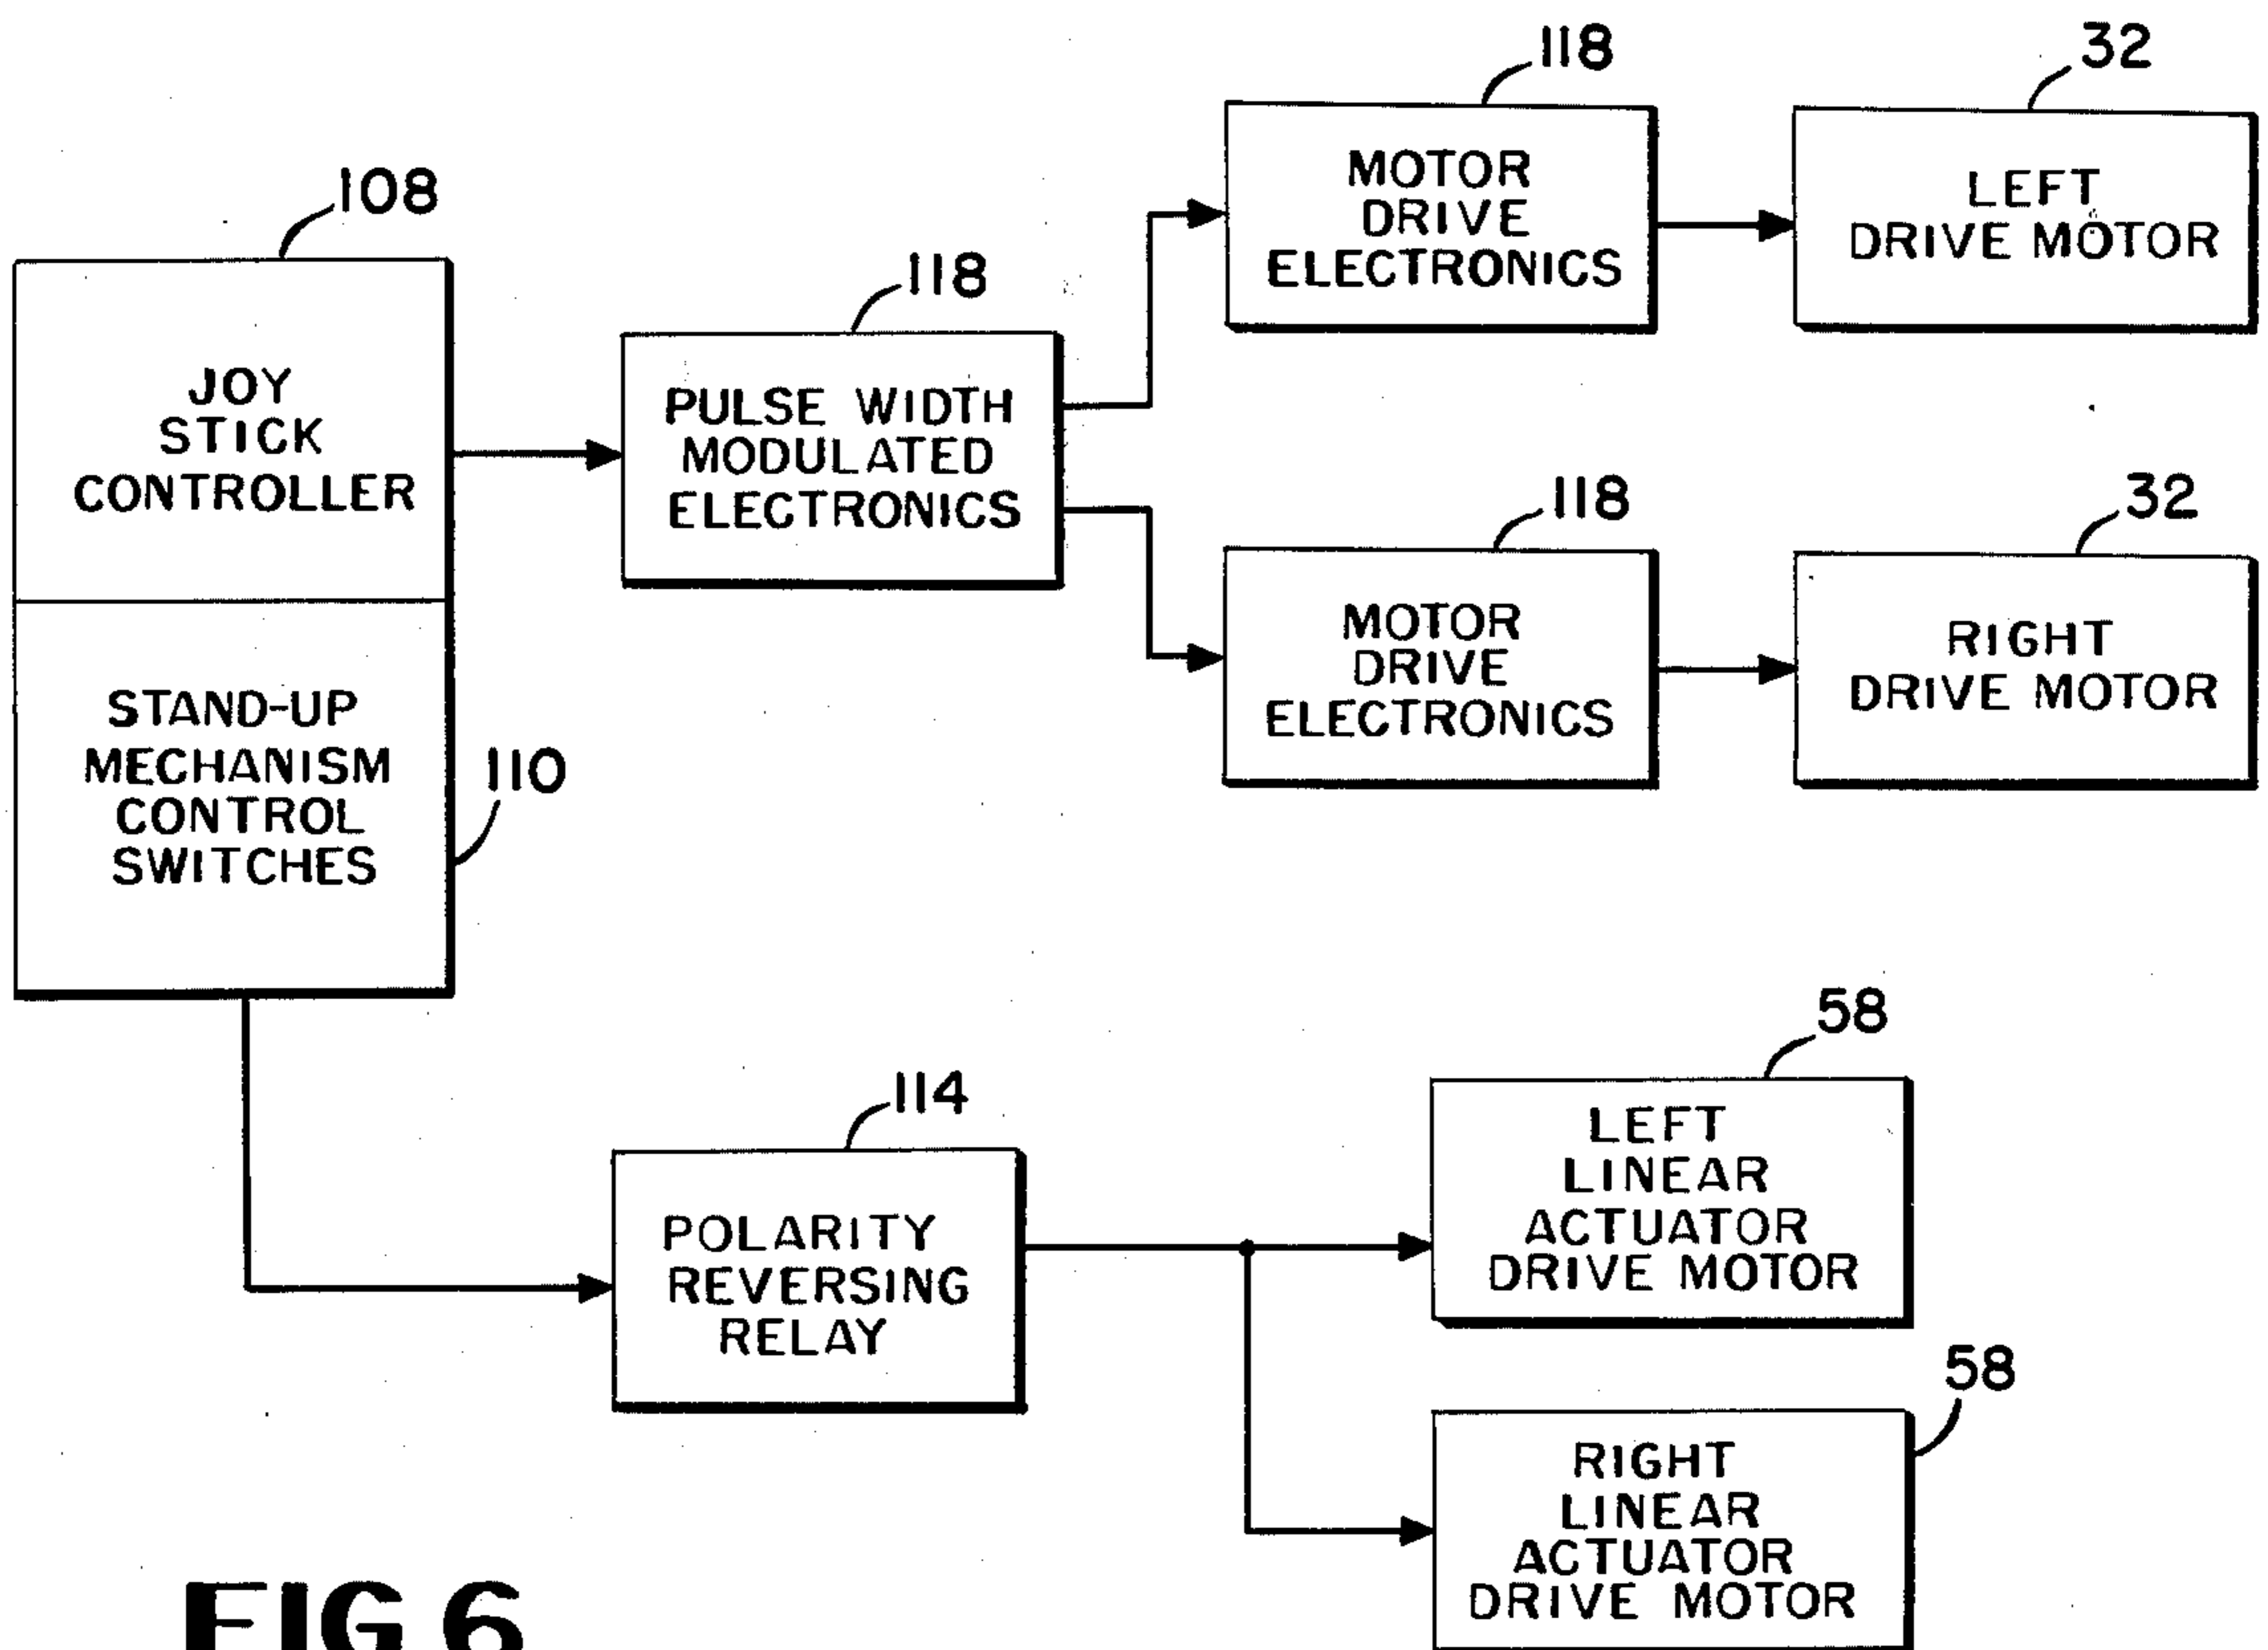 108
JOY
STICK
CONTROLLER
STAND-UP
MECHANISM
CONTROL
SWITCHES
110
118
PULSE WIDTH
MODULATED
ELECTRONICS
118
MOTOR
DRIVE
ELECTRONICS
32
LEFT
DRIVE MOTOR
118
MOTOR
DRIVE
ELECTRONICS
32
RIGHT
DRIVE MOTOR
114
POLARITY
REVERSING
RELAY
58
LEFT
LINEAR
ACTUATOR
DRIVE MOTOR
58
RIGHT
LINEAR
ACTUATOR
DRIVE MOTOR
FIG 6